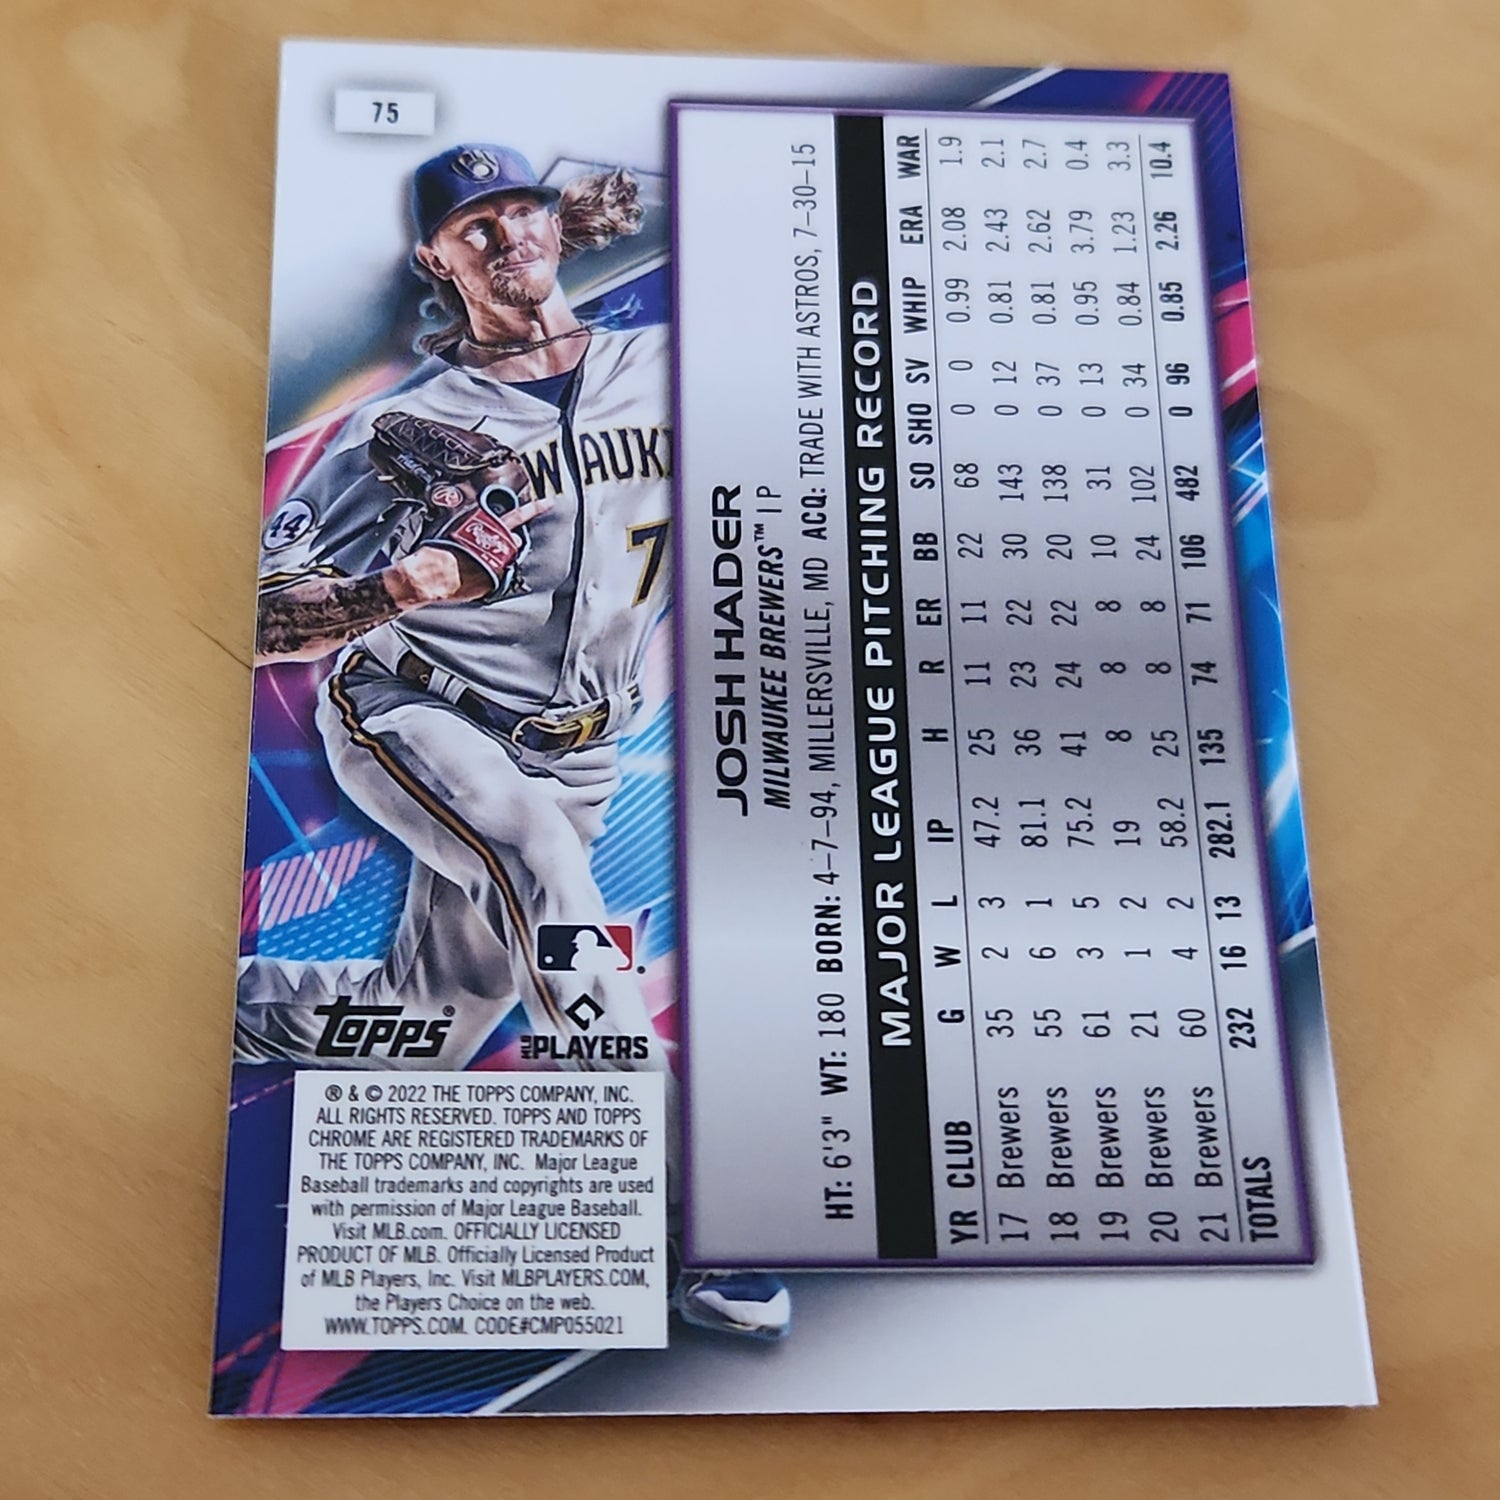 75
44
Rawlings
WAUK
7
JOSH HADER
MILWAUKEE BREWERS™ | P
HT: 6'3" WT: 180 BORN: 4-7-94, MILLERSVILLE, MD ACQ: TRADE WITH ASTROS, 7-30-15
MAJOR LEAGUE PITCHING RECORD
YR CLUB G W L IP H R ER BB SO SHO SV WHIP ERA WAR
17 Brewers 35 2 3 47.2 25 11 11 22 68 0 0 0.99 2.08 1.9
18 Brewers 55 6 1 81.1 36 23 22 30 143 0 12 0.81 2.43 2.1
19 Brewers 61 3 5 75.2 41 24 22 20 138 0 37 0.81 2.62 2.7
20 Brewers 21 1 2 19 8 8 8 10 31 0 13 0.95 3.79 0.4
21 Brewers 60 4 2 58.2 25 8 8 24 102 0 34 0.84 1.23 3.3
TOTALS 232 16 13 282.1 135 74 71 106 482 0 96 0.85 2.26 10.4
Topps®
MLB PLAYERS
® & © 2022 THE TOPPS COMPANY, INC.
ALL RIGHTS RESERVED. TOPPS AND TOPPS
CHROME ARE REGISTERED TRADEMARKS OF
THE TOPPS COMPANY, INC. Major League
Baseball trademarks and copyrights are used
with permission of Major League Baseball.
Visit MLB.com. OFFICIALLY LICENSED
PRODUCT OF MLB. Officially Licensed Product
of MLB Players, Inc. Visit MLBPLAYERS.COM,
the Players Choice on the web.
WWW.TOPPS.COM. CODE#CMP055021